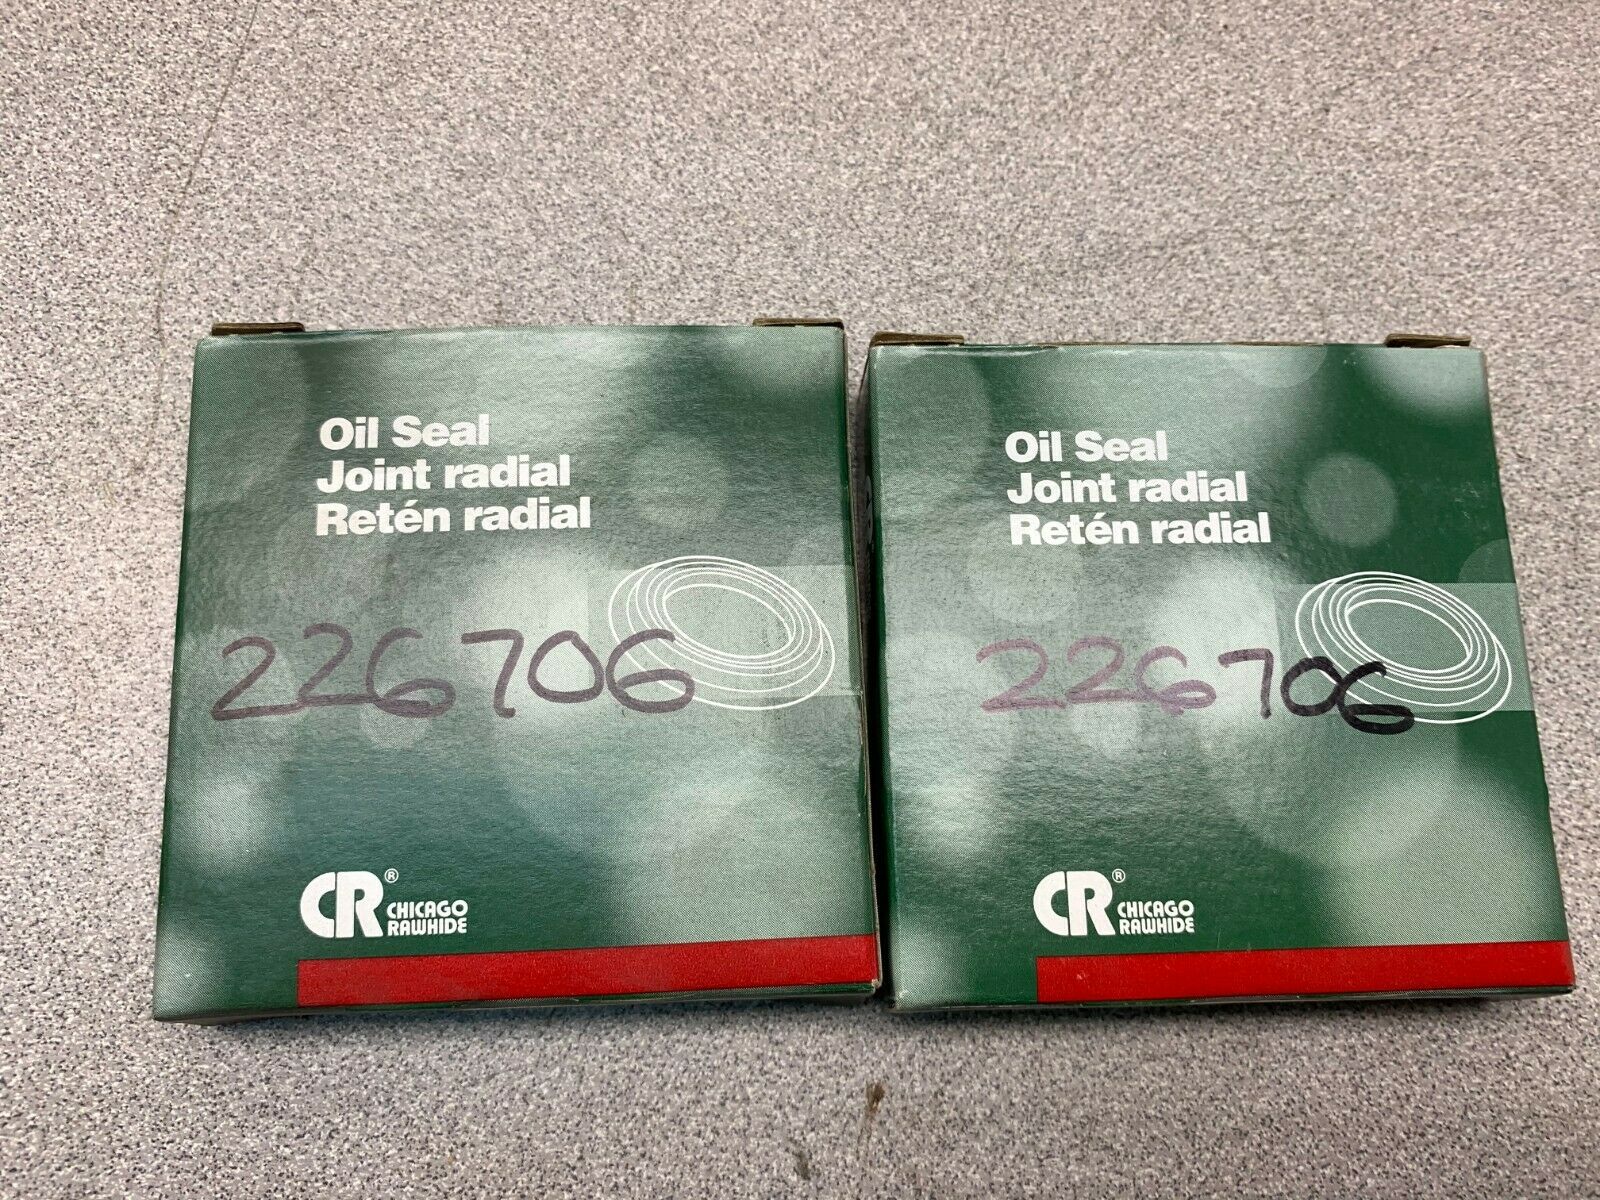 Oil Seal
Joint radial
Retén radial
226706
CR® CHICAGO
RAWHIDE
Oil Seal
Joint radial
Retén radial
226706
CR® CHICAGO
RAWHIDE